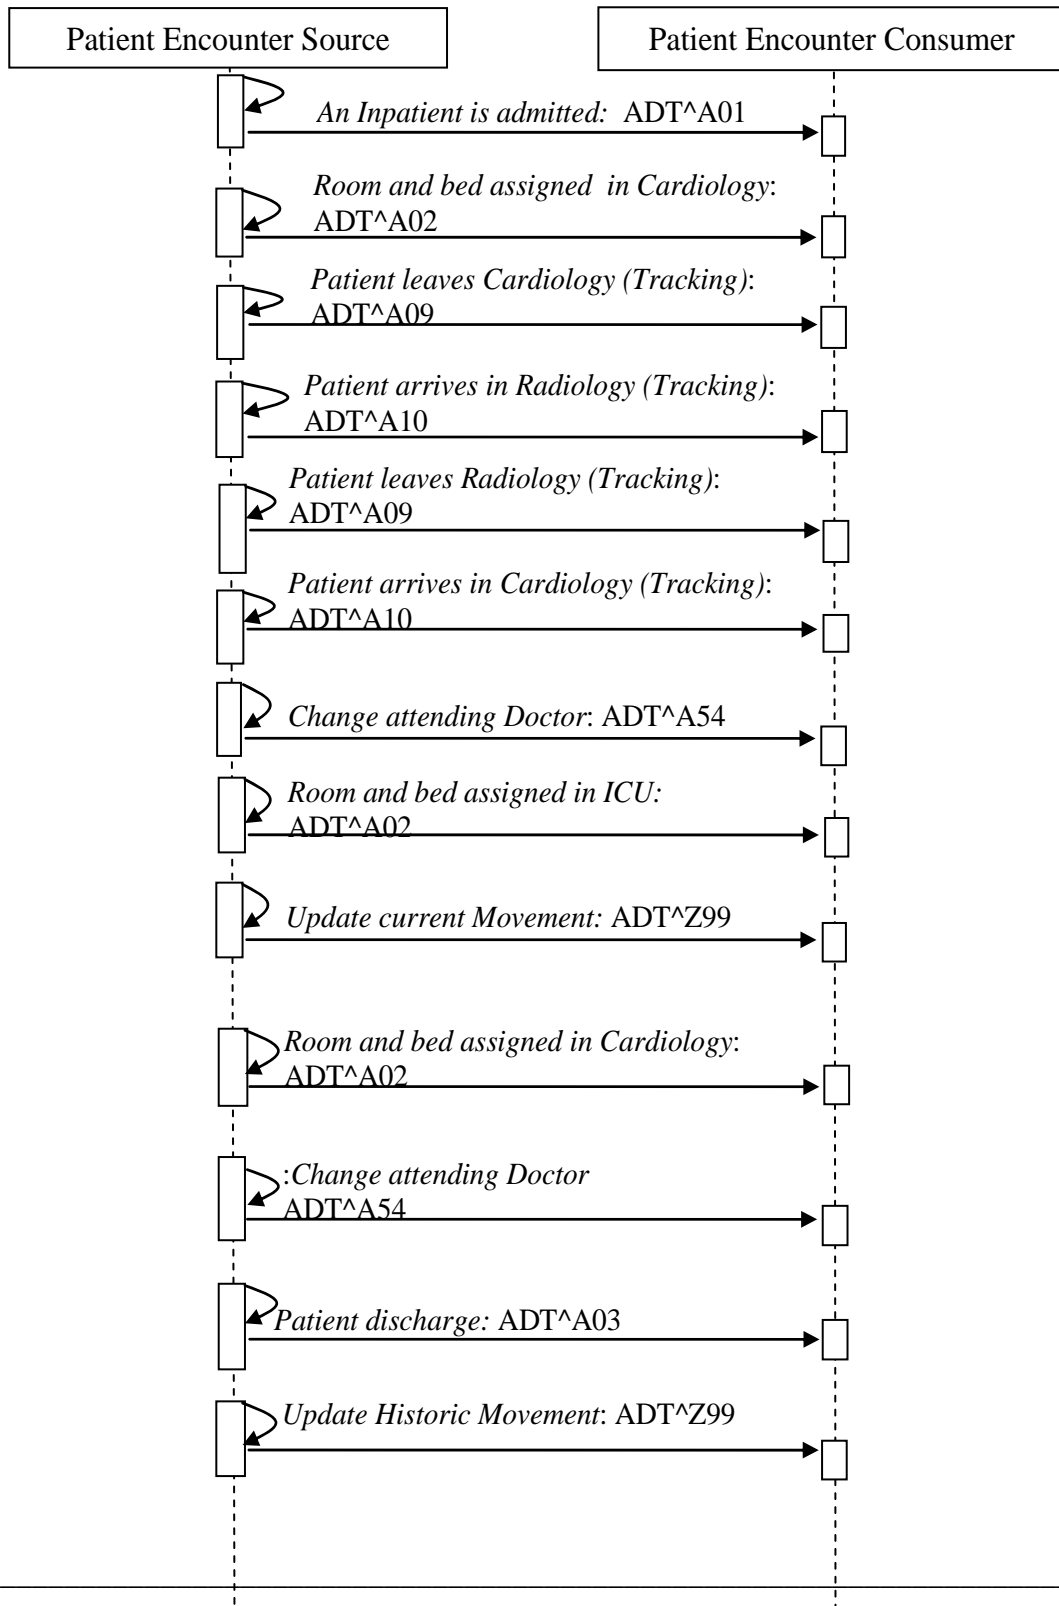 Patient Encounter Source
Patient Encounter Consumer
An Inpatient is admitted:  ADT^A01
Room and bed assigned  in Cardiology:
ADT^A02
Patient leaves Cardiology (Tracking):
ADT^A09
Patient arrives in Radiology (Tracking):
ADT^A10
Patient leaves Radiology (Tracking):
ADT^A09
Patient arrives in Cardiology (Tracking):
ADT^A10
Change attending Doctor: ADT^A54
Room and bed assigned in ICU:
ADT^A02
Update current Movement: ADT^Z99
Room and bed assigned in Cardiology:
ADT^A02
:Change attending Doctor
ADT^A54
Patient discharge: ADT^A03
Update Historic Movement: ADT^Z99